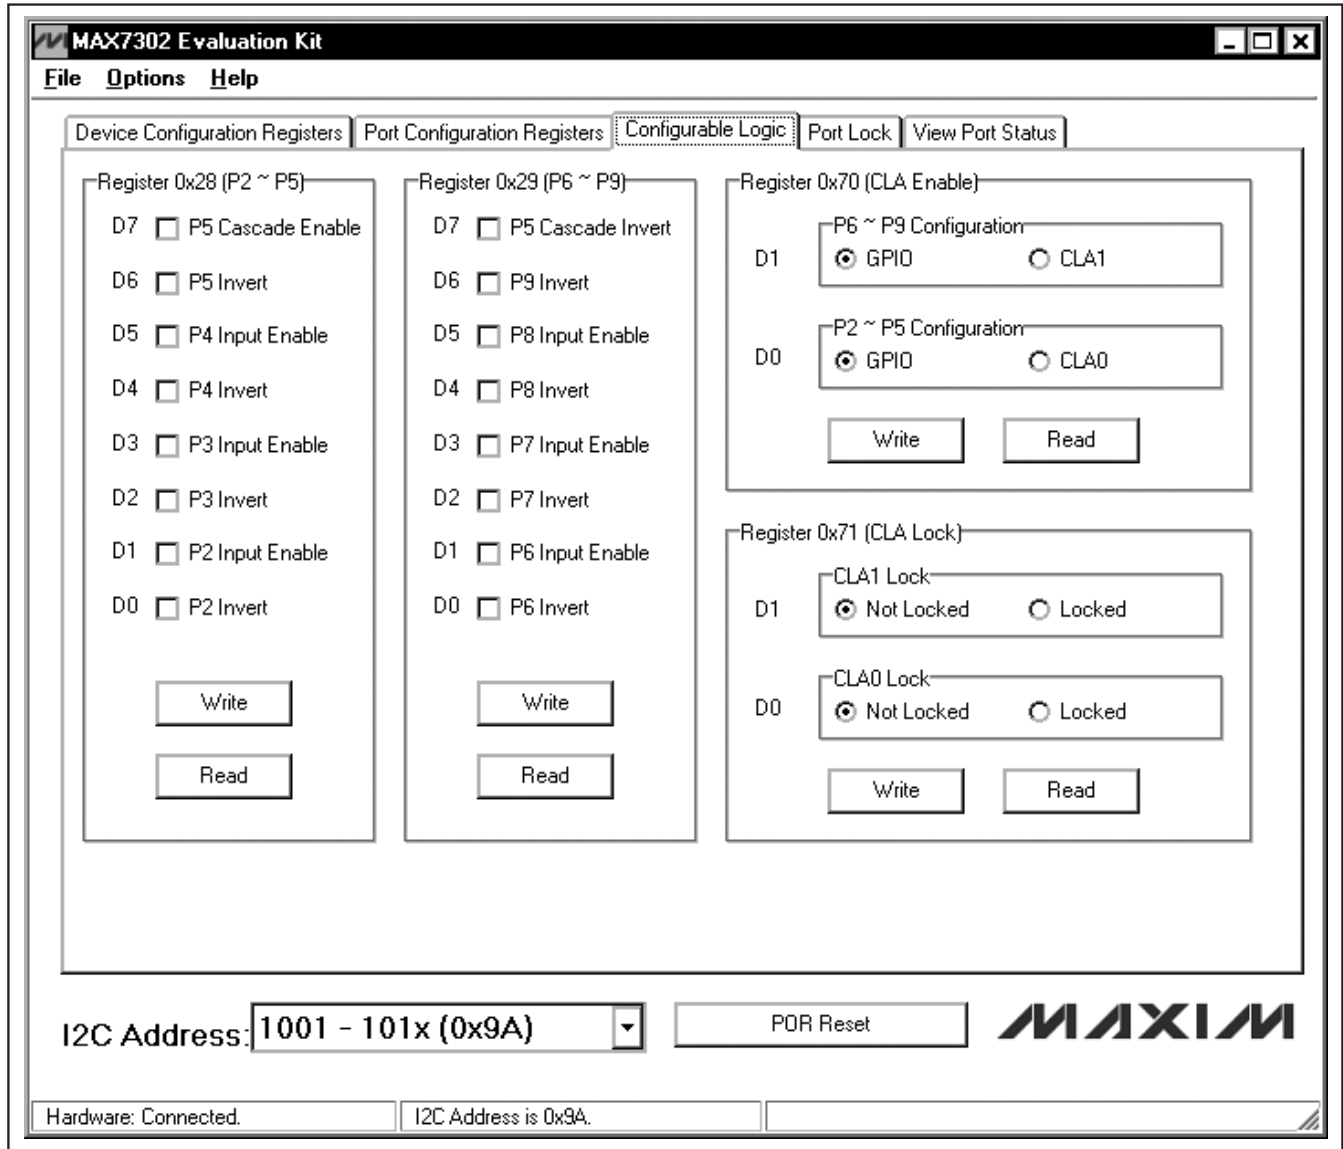 MAX7302 Evaluation Kit
File Options Help
Device Configuration Registers Port Configuration Registers Configurable Logic Port Lock View Port Status
Register 0x28 (P2 ~ P5)
D7 P5 Cascade Enable
D6 P5 Invert
D5 P4 Input Enable
D4 P4 Invert
D3 P3 Input Enable
D2 P3 Invert
D1 P2 Input Enable
D0 P2 Invert
Write
Read
Register 0x29 (P6 ~ P9)
D7 P5 Cascade Invert
D6 P9 Invert
D5 P8 Input Enable
D4 P8 Invert
D3 P7 Input Enable
D2 P7 Invert
D1 P6 Input Enable
D0 P6 Invert
Write
Read
Register 0x70 (CLA Enable)
P6 ~ P9 Configuration
D1 GPIO CLA1
P2 ~ P5 Configuration
D0 GPIO CLA0
Write Read
Register 0x71 (CLA Lock)
CLA1 Lock
D1 Not Locked Locked
CLA0 Lock
D0 Not Locked Locked
Write Read
I2C Address: 1001 - 101x (0x9A) POR Reset MAXIM
Hardware: Connected. I2C Address is 0x9A.